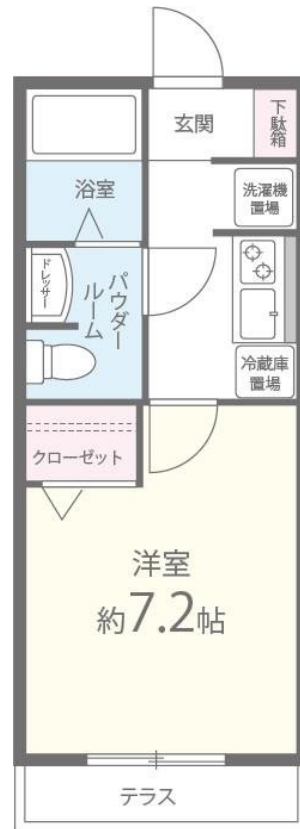 玄関
下駄箱
浴室
洗濯機
置場
ドレッサー
パウダー
ルーム
冷蔵庫
置場
クローゼット
洋室
約7.2帖
テラス